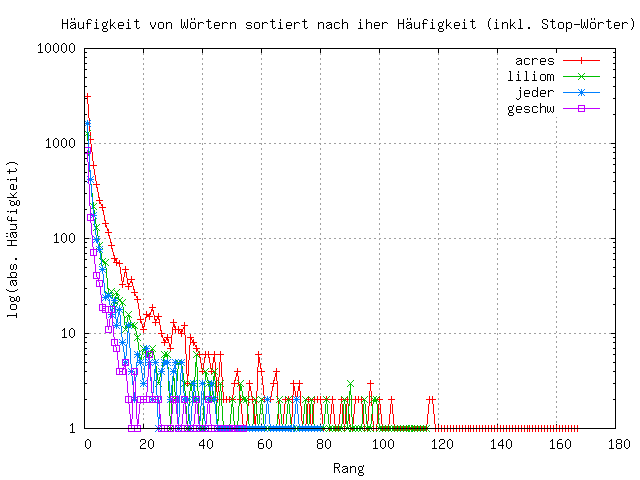 Häufigkeit von Wörtern sortiert nach iher Häufigkeit (inkl. Stop-Wörter)
log(abs. Häufigkeit)
10000
1000
100
10
1
acres
liliom
jeder
geschw
0 20 40 60 80 100 120 140 160 180
Rang